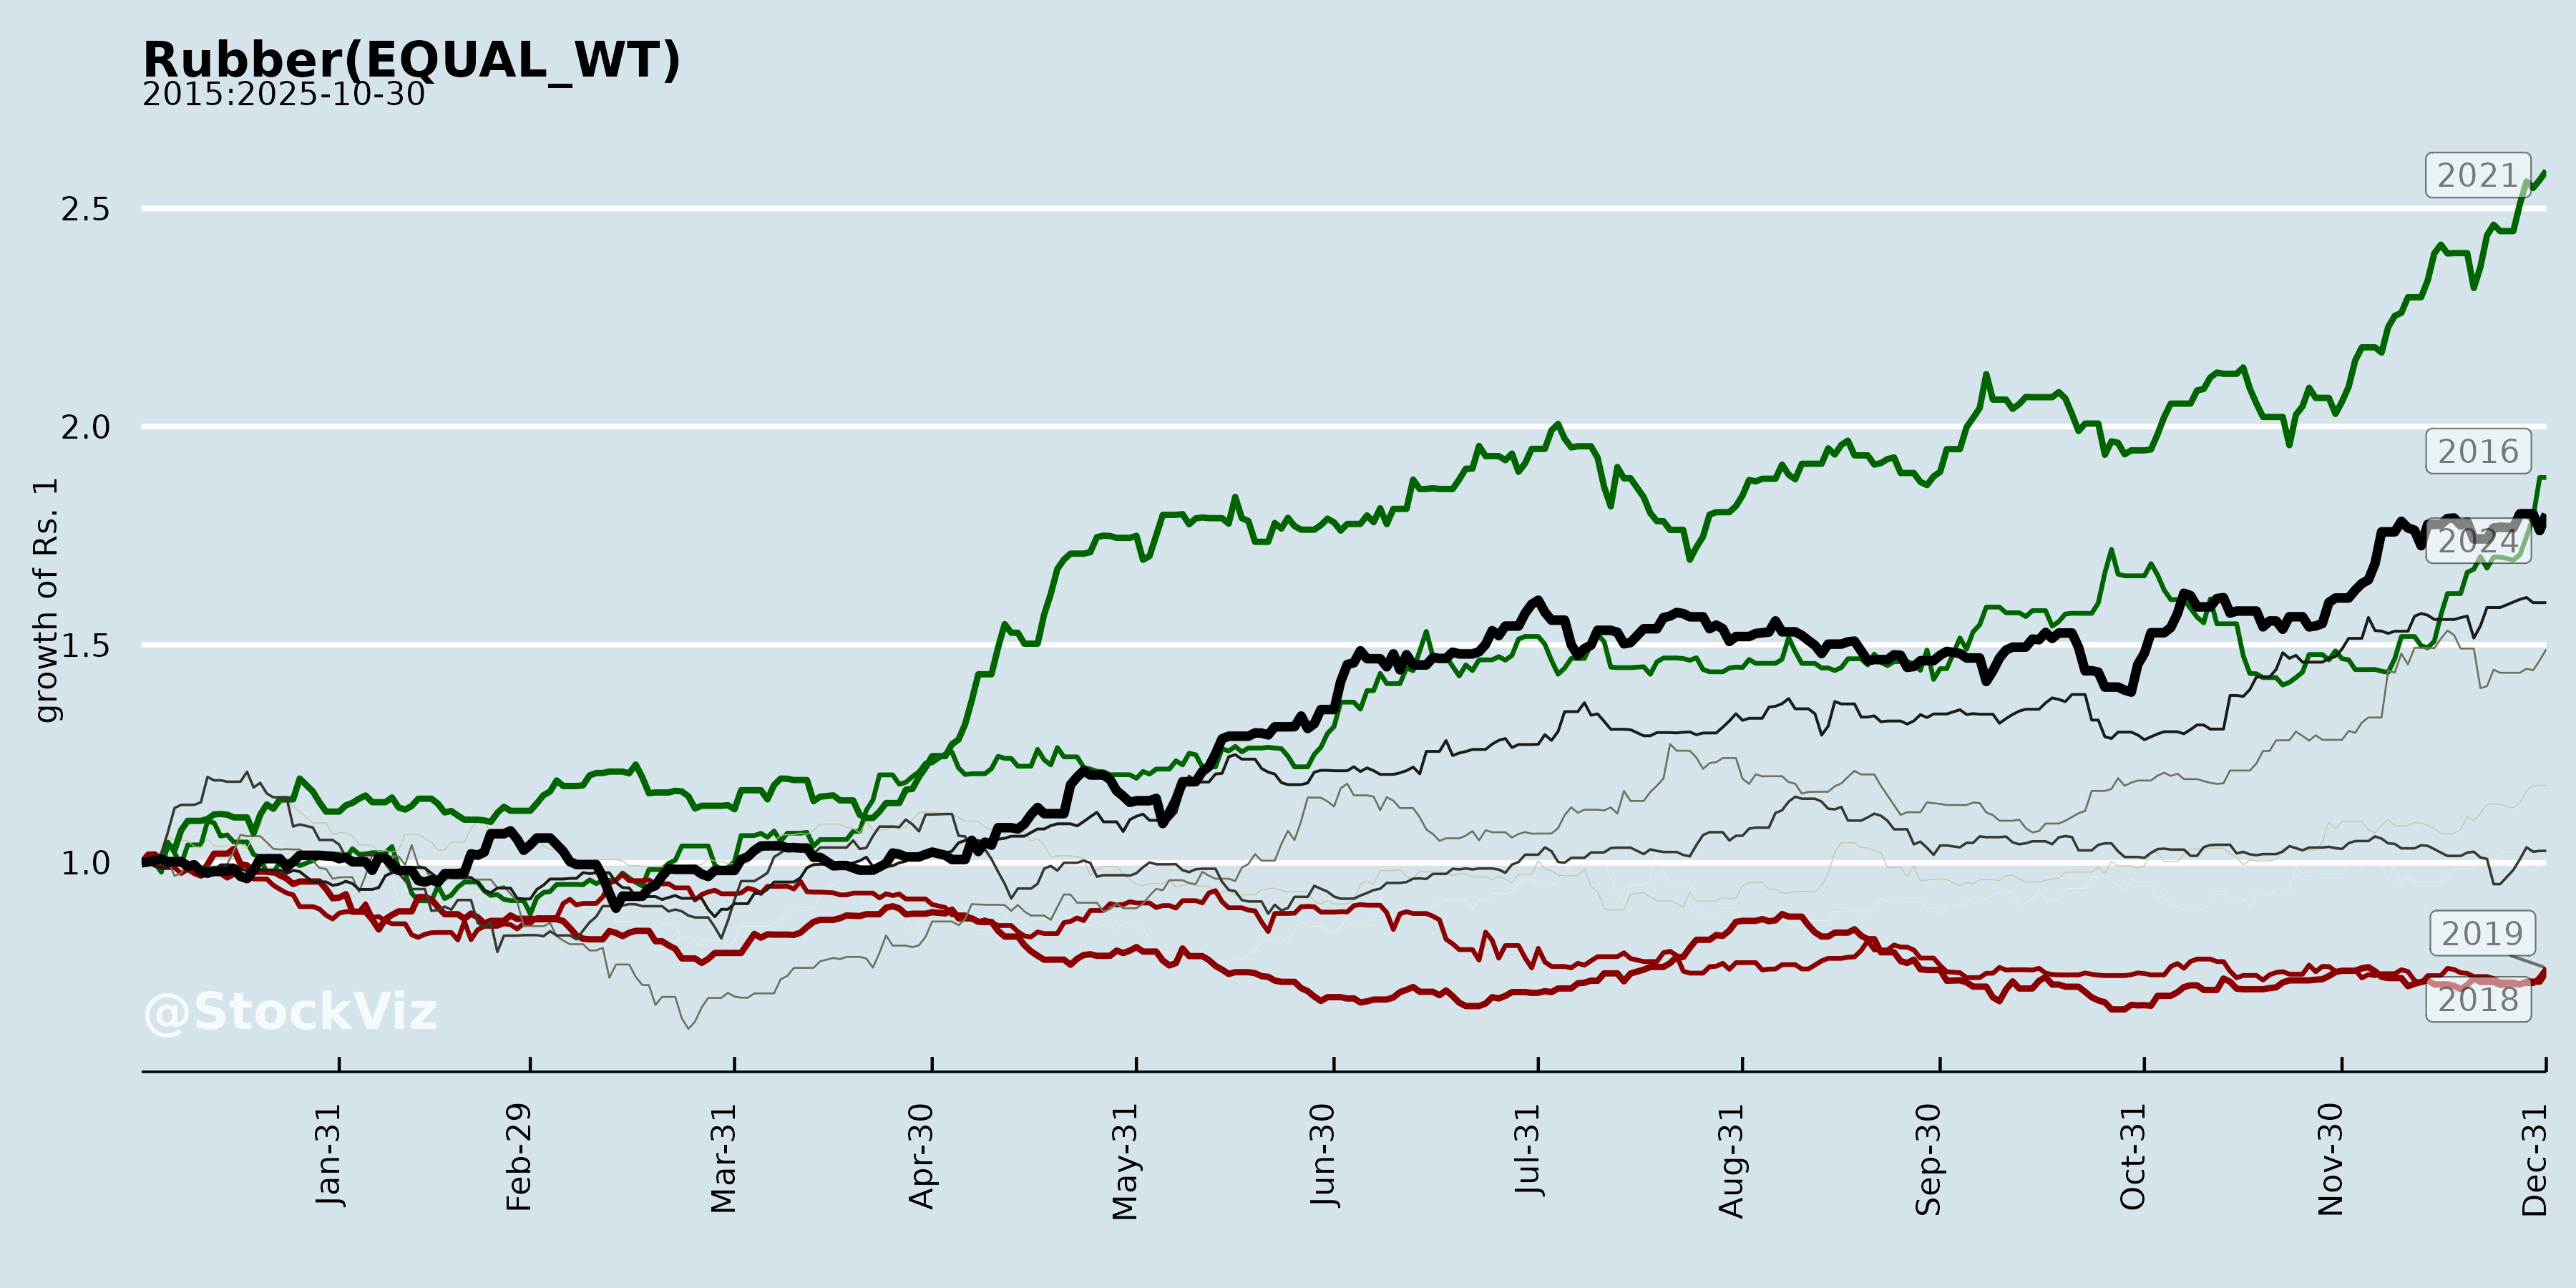 Rubber(EQUAL_WT)
2015:2025-10-30
growth of Rs. 1
2.5
2.0
1.5
1.0
2021
2016
2024
2019
2018
@StockViz
Jan-31
Feb-29
Mar-31
Apr-30
May-31
Jun-30
Jul-31
Aug-31
Sep-30
Oct-31
Nov-30
Dec-31